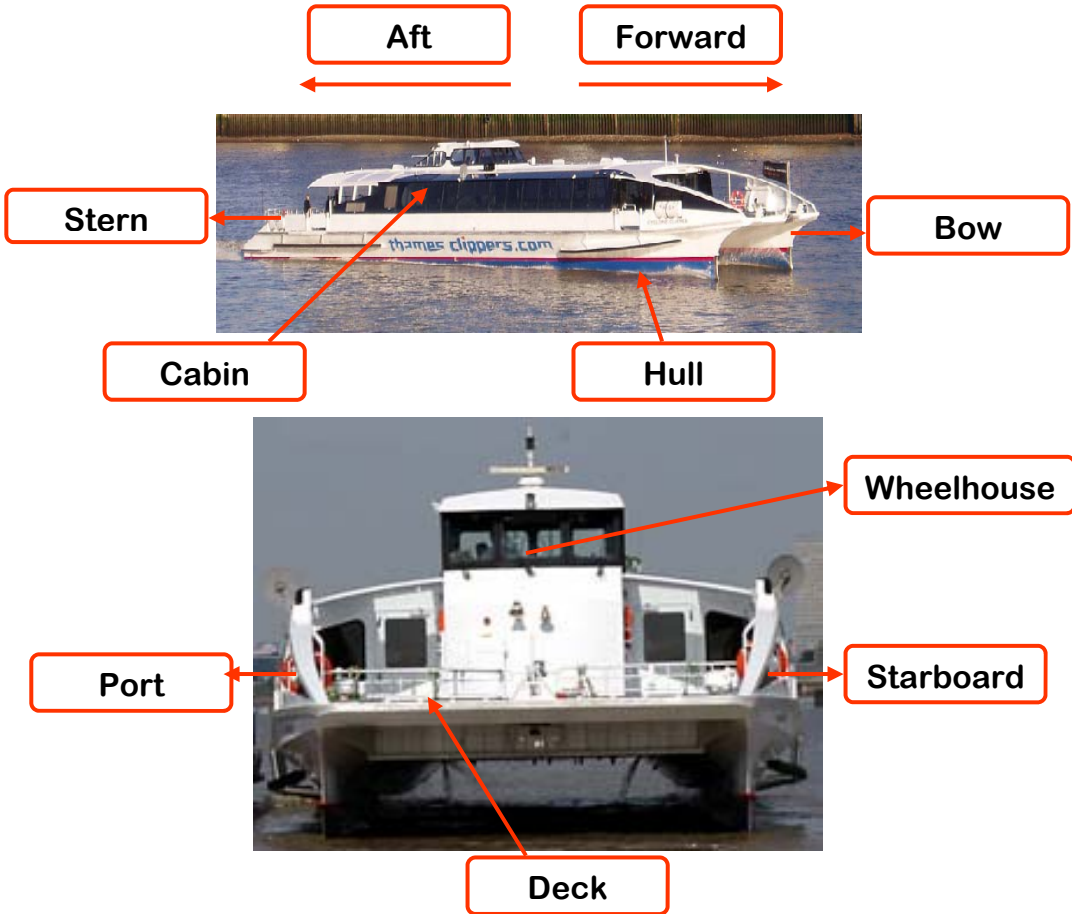 Aft
Forward
Stern
Bow
thames clippers.com
Cabin
Hull
Wheelhouse
Port
Starboard
Deck